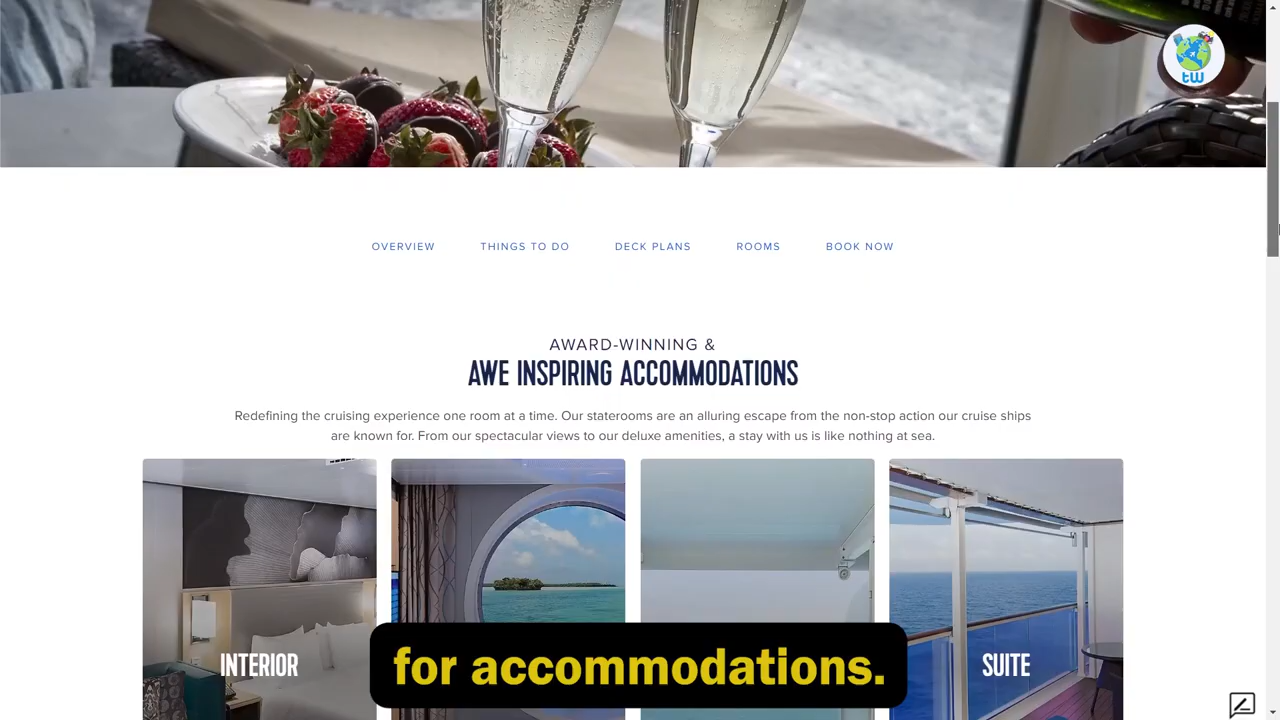 tw
OVERVIEW THINGS TO DO DECK PLANS ROOMS BOOK NOW
AWARD-WINNING &
AWE INSPIRING ACCOMMODATIONS
Redefining the cruising experience one room at a time. Our staterooms are an alluring escape from the non-stop action our cruise ships
are known for. From our spectacular views to our deluxe amenities, a stay with us is like nothing at sea.
INTERIOR SUITE
for accommodations.